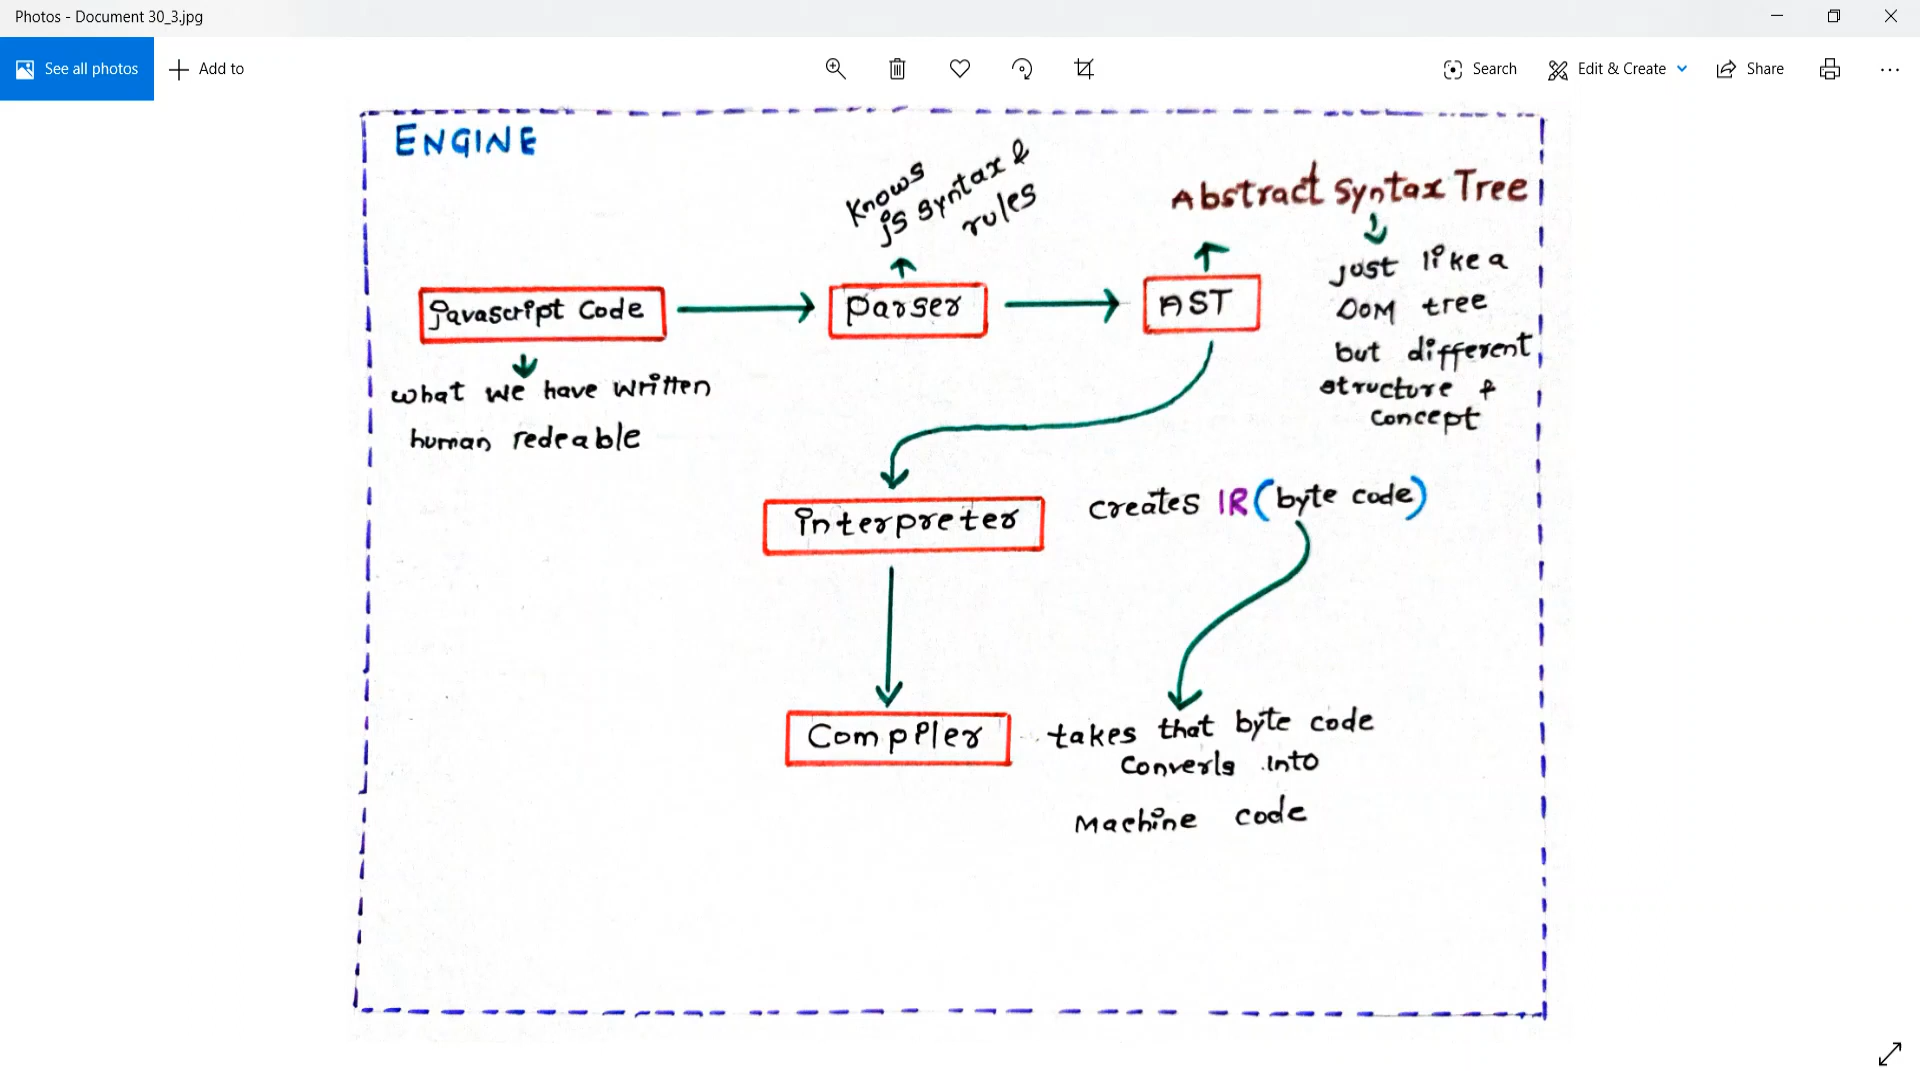 Photos - Document 30_3.jpg
See all photos
Add to
Search
Edit & Create
Share
ENGINE
Knows
js syntax &
rules
Abstract Syntax Tree
Javascript Code
Parser
AST
just like a
DOM tree
but different
structure &
concept
what we have written
human redeable
interpreter
creates IR (byte code)
Compiler
takes that byte code
Converls into
Machine code